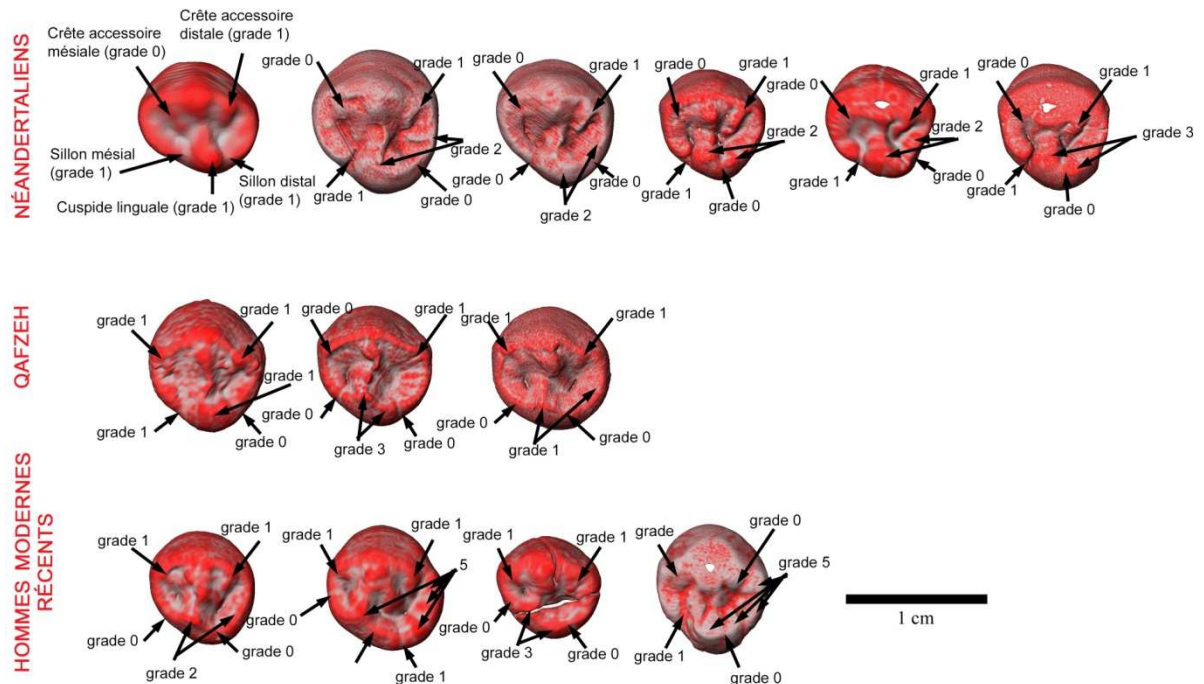 NÉANDERTALIENS
Crête accessoire
mésiale (grade 0)
Crête accessoire
distale (grade 1)
Sillon mésial
(grade 1)
Cuspide linguale (grade 1)
Sillon distal
(grade 1)
grade 0
grade 1
grade 2
grade 1
grade 0
grade 0
grade 1
grade 0
grade 0
grade 2
grade 0
grade 1
grade 2
grade 1
grade 0
grade 0
grade 1
grade 2
grade 1
grade 0
grade 0
grade 1
grade 3
grade 1
grade 0
QAFZEH
grade 1
grade 1
grade 1
grade 1
grade 0
grade 0
grade 1
grade 0
grade 3
grade 0
grade 1
grade 1
grade 0
grade 1
grade 0
HOMMES MODERNES
RÉCENTS
grade 1
grade 1
grade 0
grade 2
grade 0
grade 1
grade 1
5
grade 0
grade 1
grade 1
grade 1
grade 0
grade 3
grade 0
grade
grade 0
grade 5
grade 1
grade 0
1 cm